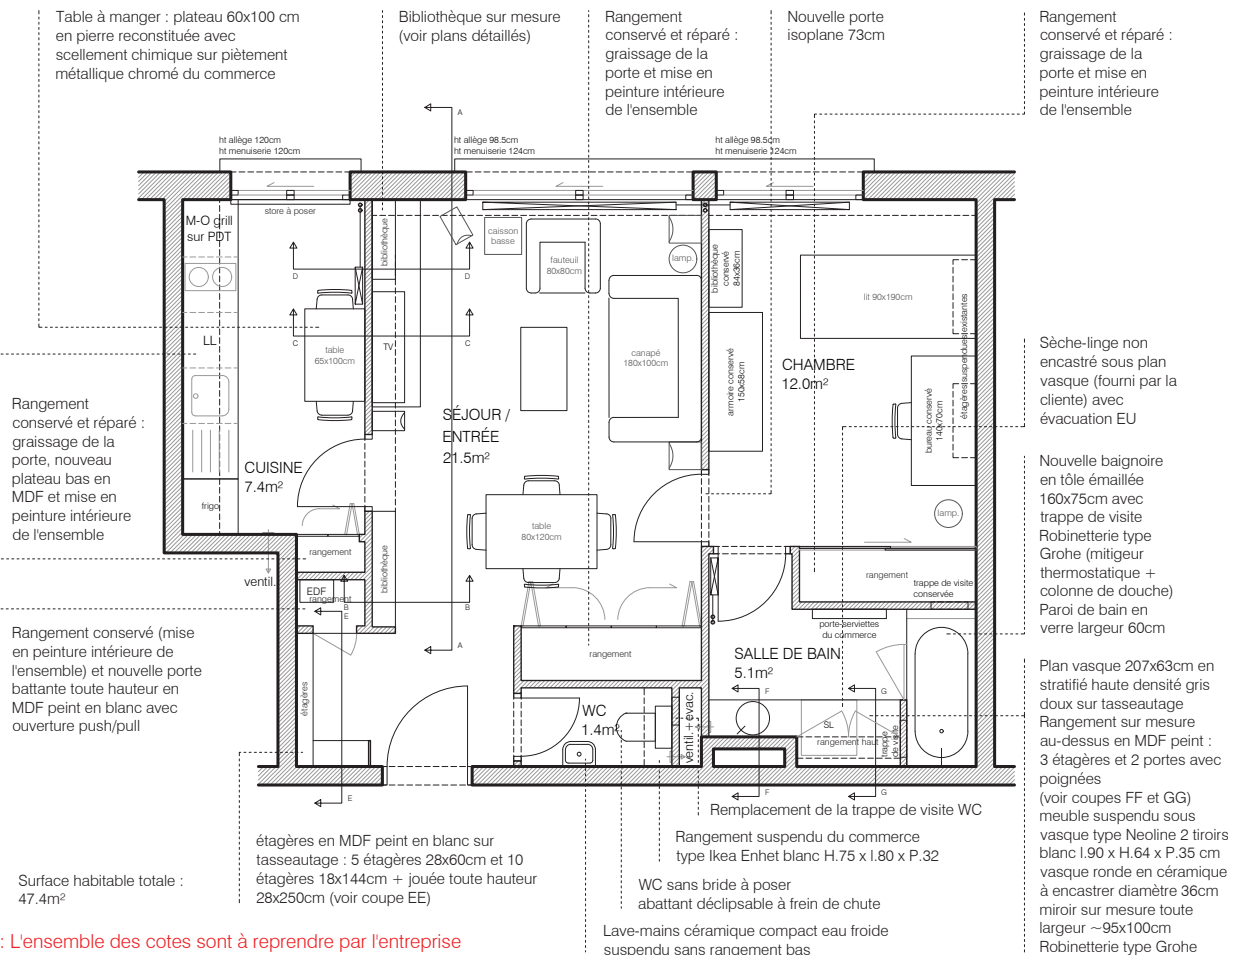 Table à manger : plateau 60x100 cm
en pierre reconstituée avec
scellement chimique sur piètement
métallique chromé du commerce
Bibliothèque sur mesure
(voir plans détaillés)
Rangement
conservé et réparé :
graissage de la
porte et mise en
peinture intérieure
de l'ensemble
Nouvelle porte
isoplane 73cm
Rangement
conservé et réparé :
graissage de la
porte et mise en
peinture intérieure
de l'ensemble
A
ht allège 120cm
ht menuiserie 120cm
ht allège 98.5cm
ht menuiserie 124cm
ht allège 98.5cm
ht menuiserie 124cm
store à poser
M-O grill
sur PDT
bibliothèque
caisson
basse
fauteuil
80x80cm
lamp.
bibliothèque
conservé
84x36cm
lit 90x190cm
étagères suspendues existantes
D
D
C
C
LL
table
65x100cm
TV
canapé
180x100cm
armoire conservé
150x58cm
CHAMBRE
12.0m²
bureau conservé
140x70cm
lamp.
SÉJOUR /
ENTRÉE
21.5m²
CUISINE
7.4m²
frigo
table
80x120cm
rangement
bibliothèque
ventil.
EDF
rangement
B
E
B
A
rangement
rangement
trappe de visite
conservée
porte-serviettes
du commerce
SALLE DE BAIN
5.1m²
étagères
WC
1.4m²
ventil.+evac.
F
G
SL
rangement haut
trappe
de visite
E
F
G
Rangement
conservé et réparé :
graissage de la
porte, nouveau
plateau bas en
MDF et mise en
peinture intérieure
de l'ensemble
Rangement conservé (mise
en peinture intérieure de
l'ensemble) et nouvelle porte
battante toute hauteur en
MDF peint en blanc avec
ouverture push/pull
Sèche-linge non
encastré sous plan
vasque (fourni par la
cliente) avec
évacuation EU
Nouvelle baignoire
en tôle émaillée
160x75cm avec
trappe de visite
Robinetterie type
Grohe (mitigeur
thermostatique +
colonne de douche)
Paroi de bain en
verre largeur 60cm
Plan vasque 207x63cm en
stratifié haute densité gris
doux sur tasseautage
Rangement sur mesure
au-dessus en MDF peint :
3 étagères et 2 portes avec
poignées
(voir coupes FF et GG)
meuble suspendu sous
vasque type Neoline 2 tiroirs
blanc l.90 x H.64 x P.35 cm
vasque ronde en céramique
à encastrer diamètre 36cm
miroir sur mesure toute
largeur ~95x100cm
Robinetterie type Grohe
Remplacement de la trappe de visite WC
Rangement suspendu du commerce
type Ikea Enhet blanc H.75 x l.80 x P.32
WC sans bride à poser
abattant déclipsable à frein de chute
Lave-mains céramique compact eau froide
suspendu sans rangement bas
étagères en MDF peint en blanc sur
tasseautage : 5 étagères 28x60cm et 10
étagères 18x144cm + jouée toute hauteur
28x250cm (voir coupe EE)
Surface habitable totale :
47.4m²
: L'ensemble des cotes sont à reprendre par l'entreprise